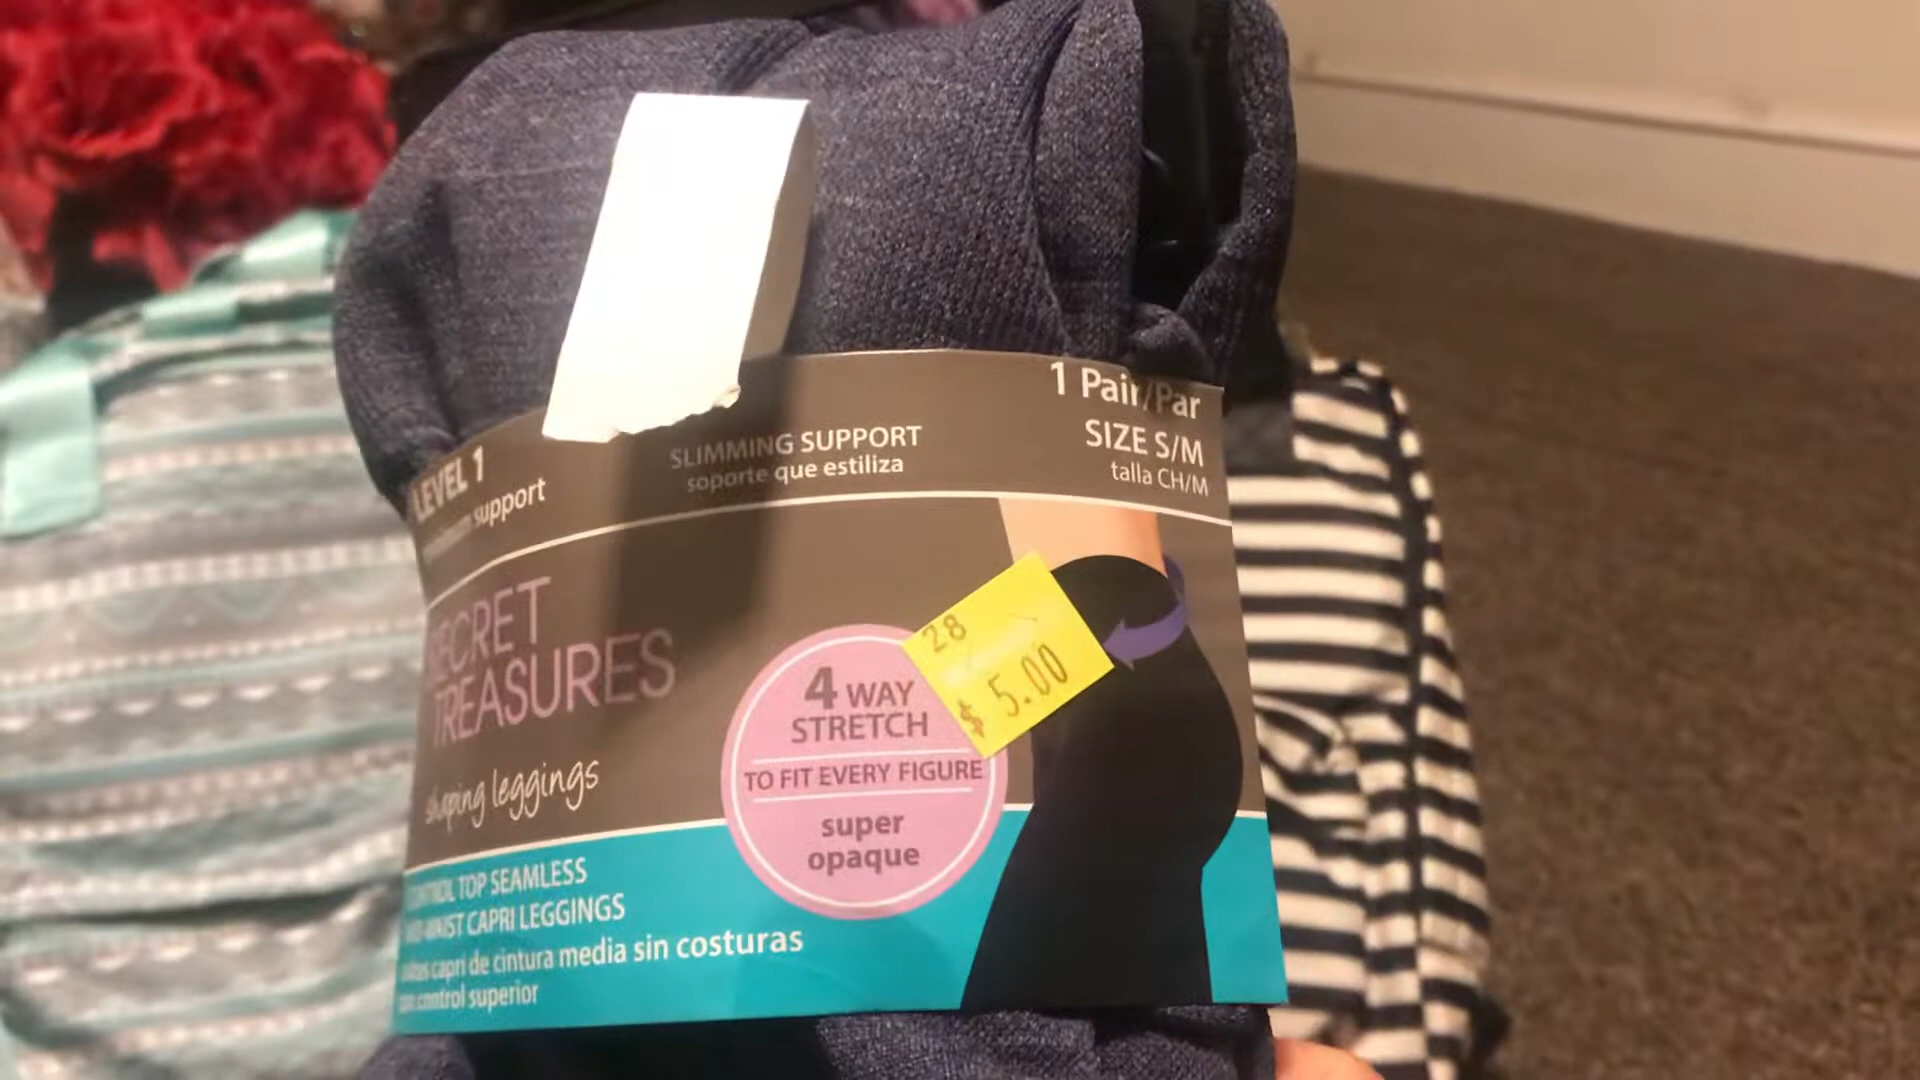 1 Pair/Par
SIZE S/M
talla CH/M
SLIMMING SUPPORT
soporte que estiliza
LEVEL 1
support
TREASURES
shaping leggings
28
$ 5.00
4 WAY
STRETCH
TO FIT EVERY FIGURE
super
opaque
TOP SEAMLESS
CAPRI LEGGINGS
capri de cintura media sin costuras
control superior